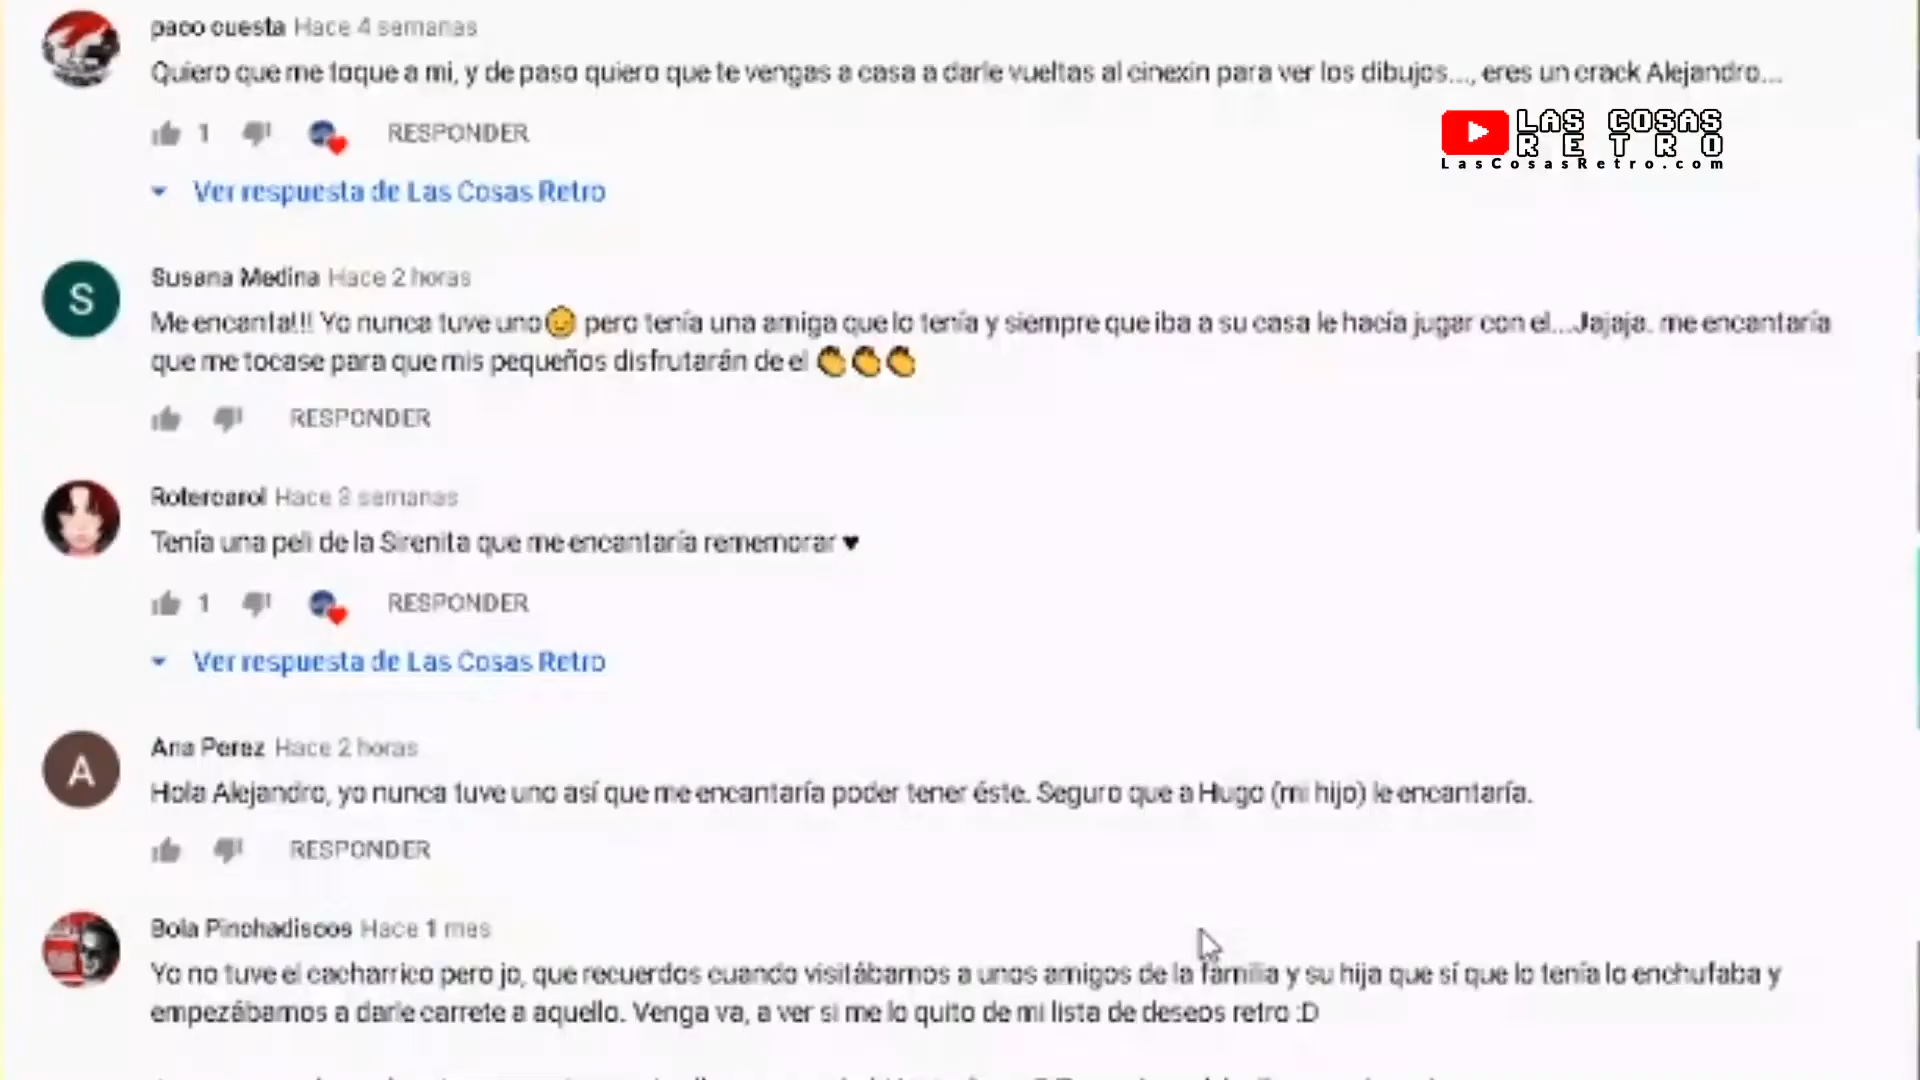 paco cuesta Hace 4 semanas
Quiero que me toque a mi, y de paso quiero que te vengas a casa a darle vueltas al cinexin para ver los dibujos..., eres un crack Alejandro...
LAS COSAS
RETRO
LasCosasRetro.com
1 RESPONDER
Ver respuesta de Las Cosas Retro
S
Susana Medina Hace 2 horas
Me encanta!!! Yo nunca tuve uno😉 pero tenía una amiga que lo tenía y siempre que iba a su casa le hacía jugar con el...Jajaja. me encantaría
que me tocase para que mis pequeños disfrutarán de el 👏👏👏
RESPONDER
Rotercarol Hace 3 semanas
Tenía una peli de la Sirenita que me encantaría rememorar ♥
1 RESPONDER
Ver respuesta de Las Cosas Retro
A
Ana Perez Hace 2 horas
Hola Alejandro, yo nunca tuve uno así que me encantaría poder tener éste. Seguro que a Hugo (mi hijo) le encantaría.
RESPONDER
Bola Pinchadiscos Hace 1 mes
Yo no tuve el cacharrico pero jo, que recuerdos cuando visitábamos a unos amigos de la familia y su hija que sí que lo tenía lo enchufaba y
empezábamos a darle carrete a aquello. Venga va, a ver si me lo quito de mi lista de deseos retro :D